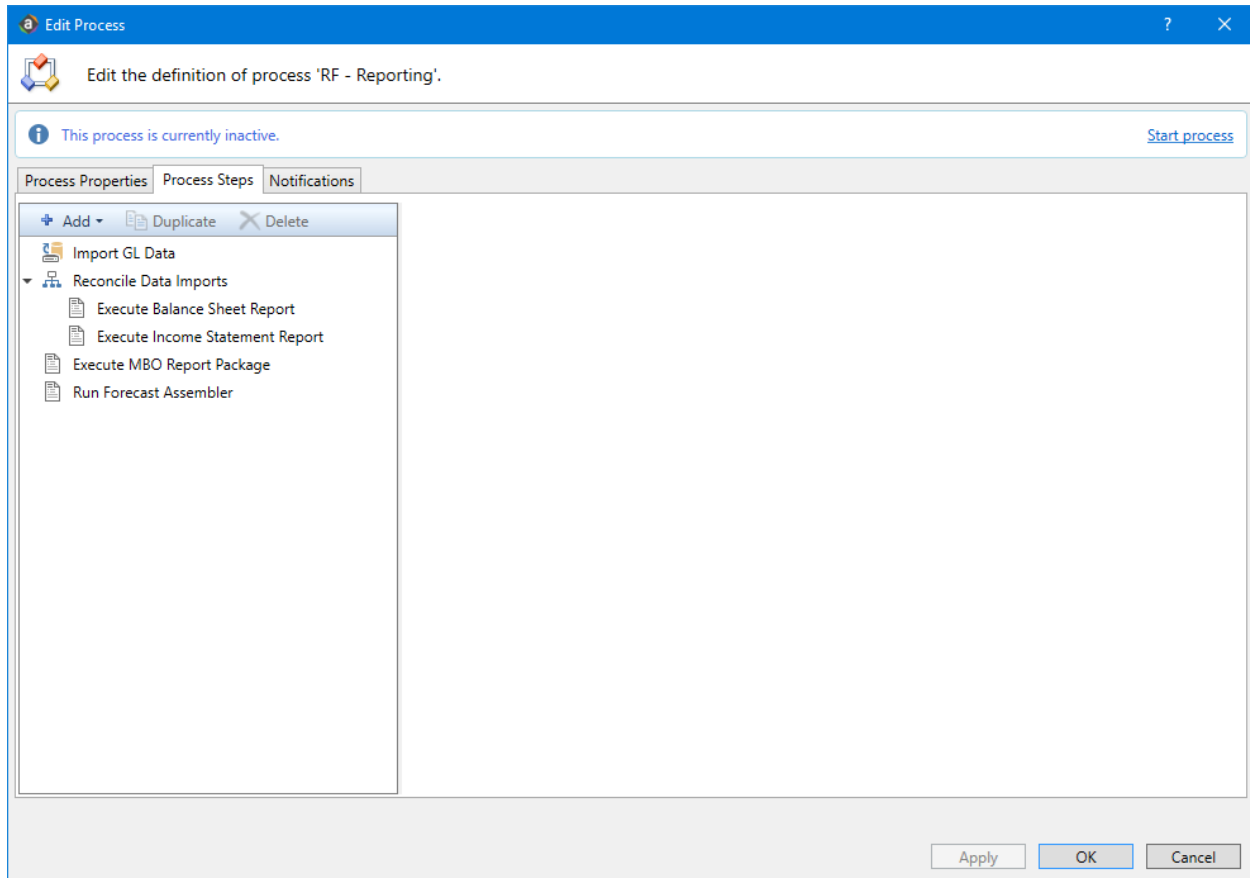 Edit Process
?
Edit the definition of process 'RF - Reporting'.
This process is currently inactive.
Start process
Process Properties Process Steps Notifications
Add Duplicate Delete
Import GL Data
Reconcile Data Imports
Execute Balance Sheet Report
Execute Income Statement Report
Execute MBO Report Package
Run Forecast Assembler
Apply OK Cancel